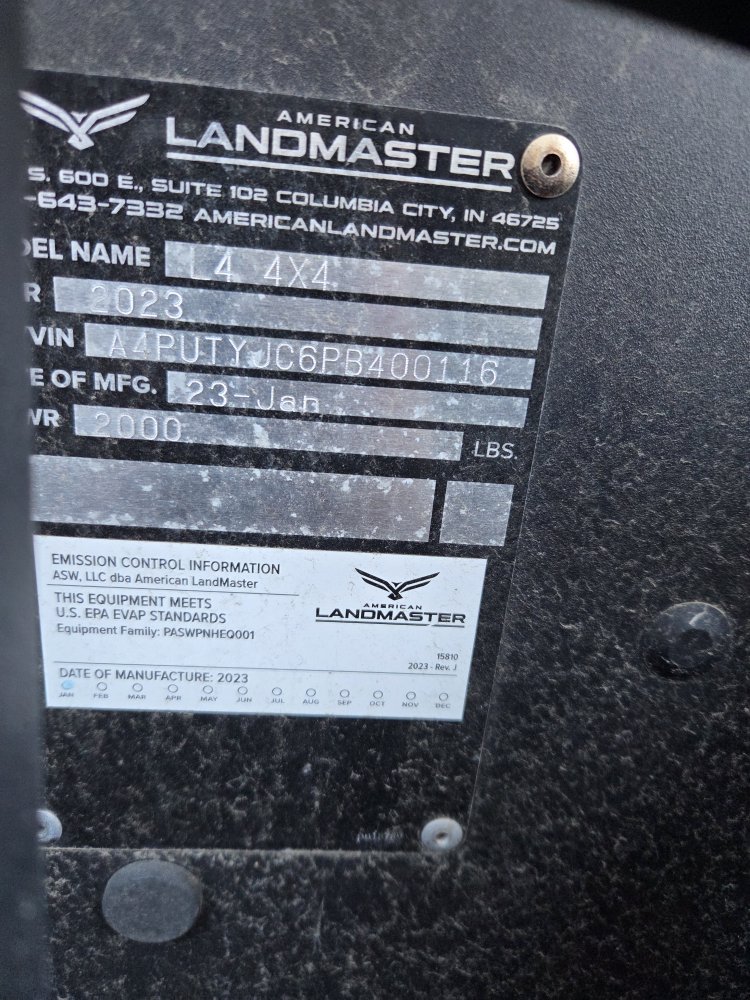 AMERICAN
LANDMASTER
S. 600 E., SUITE 102 COLUMBIA CITY, IN 46725
-643-7332 AMERICANLANDMASTER.COM
DEL NAME L4 4X4
R 2023
VIN A4PUTYJC6PB400116
E OF MFG. 23-Jan
WR 2000 LBS.
EMISSION CONTROL INFORMATION
ASW, LLC dba American LandMaster
THIS EQUIPMENT MEETS
U.S. EPA EVAP STANDARDS
Equipment Family: PASWPNHEQ001
AMERICAN
LANDMASTER
15810
2023 - Rev. J
DATE OF MANUFACTURE: 2023
JAN FEB MAR APR MAY JUN JUL AUG SEP OCT NOV DEC